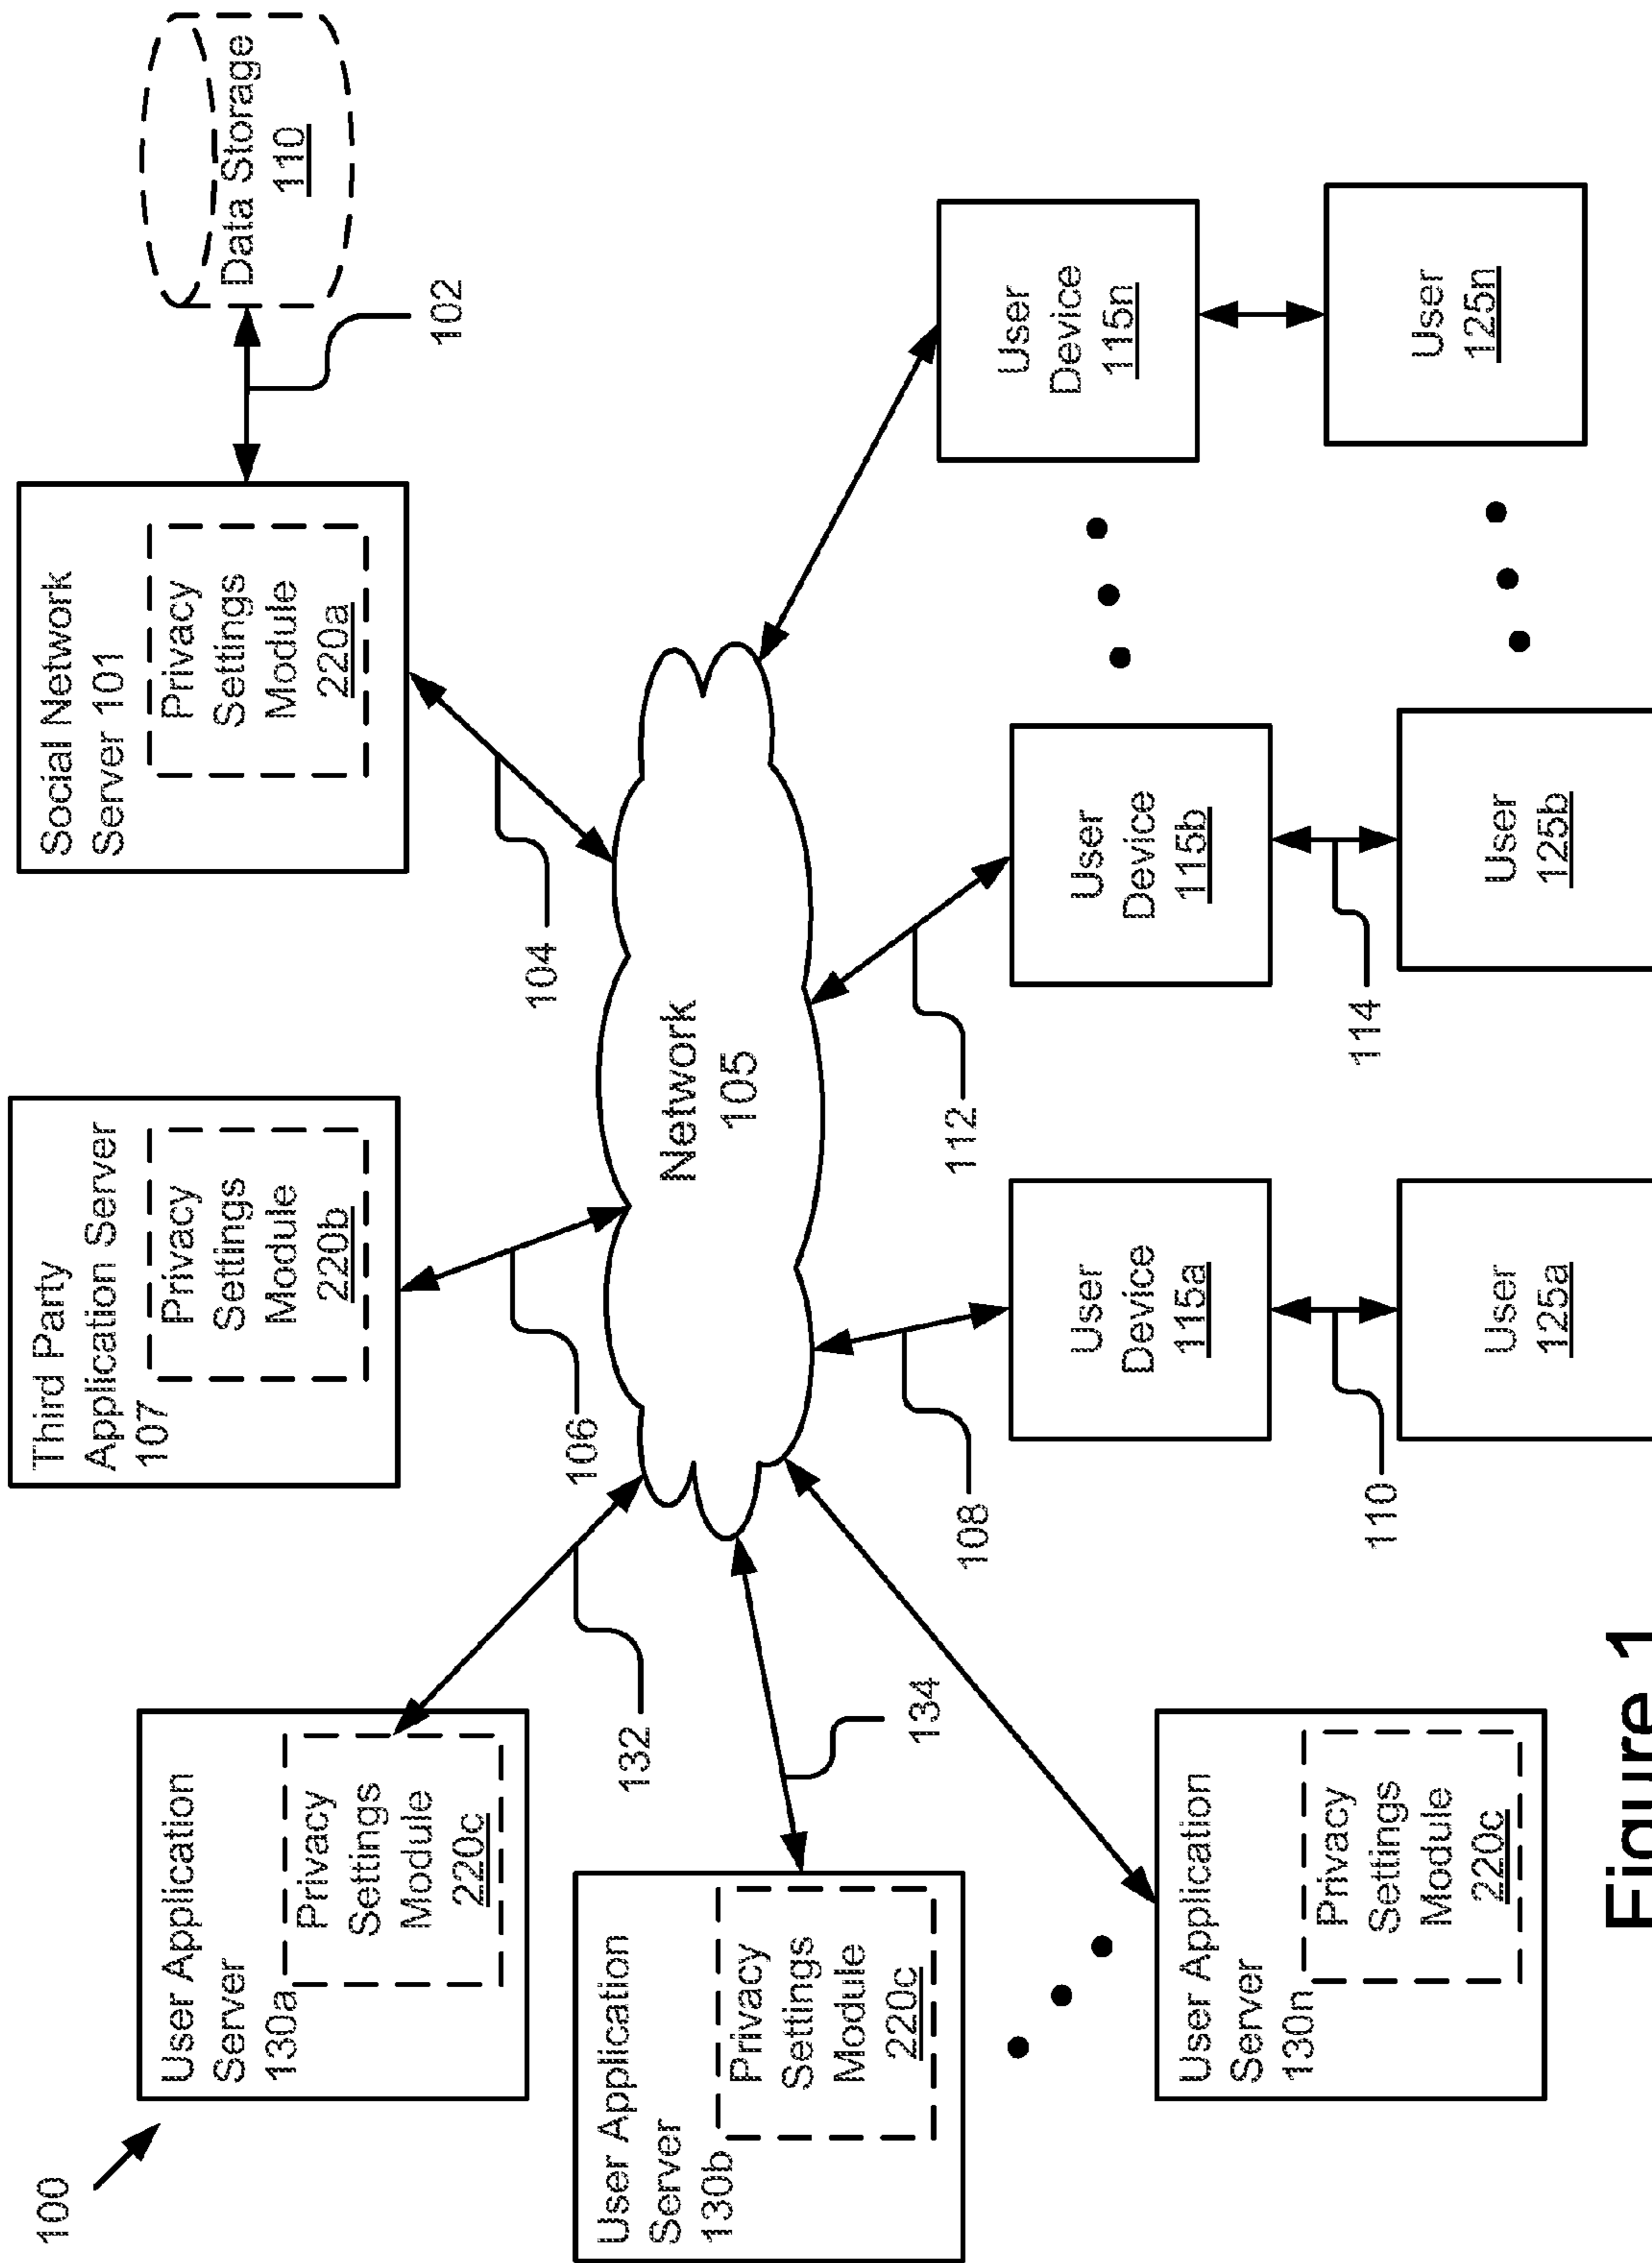 100
User Application
Server
130a
Privacy
Settings
Module
220c
132
Third Party
Application Server
107
Privacy
Settings
Module
220b
106
Social Network
Server 101
Privacy
Settings
Module
220a
104
102
Data Storage
110
User Application
Server
130b
Privacy
Settings
Module
220c
134
Network
105
User Application
Server
130n
Privacy
Settings
Module
220c
108
112
User
Device
115a
User
Device
115b
User
Device
115n
110
114
User
125a
User
125b
User
125n
Figure 1